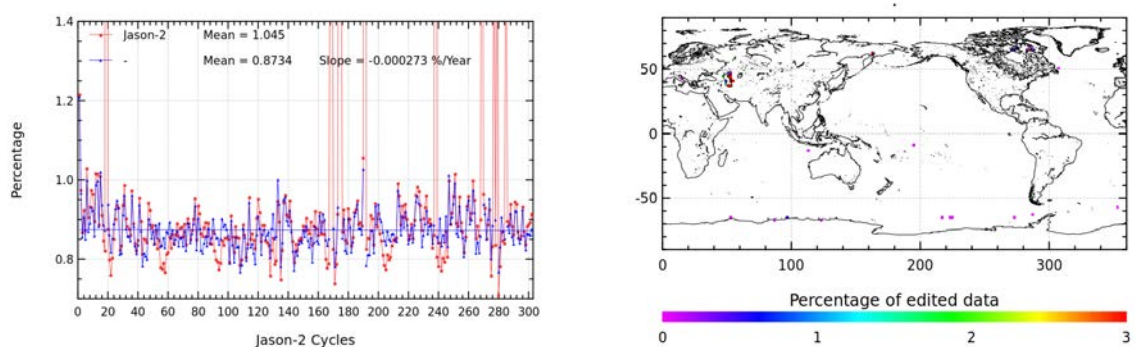 1.4
Jason-2 Mean = 1.045
- Mean = 0.8734 Slope = -0.000273 %/Year
1.2
Percentage
1.0
0.8
0 20 40 60 80 100 120 140 160 180 200 220 240 260 280 300
Jason-2 Cycles
50
0
-50
0 100 200 300
Percentage of edited data
0 1 2 3